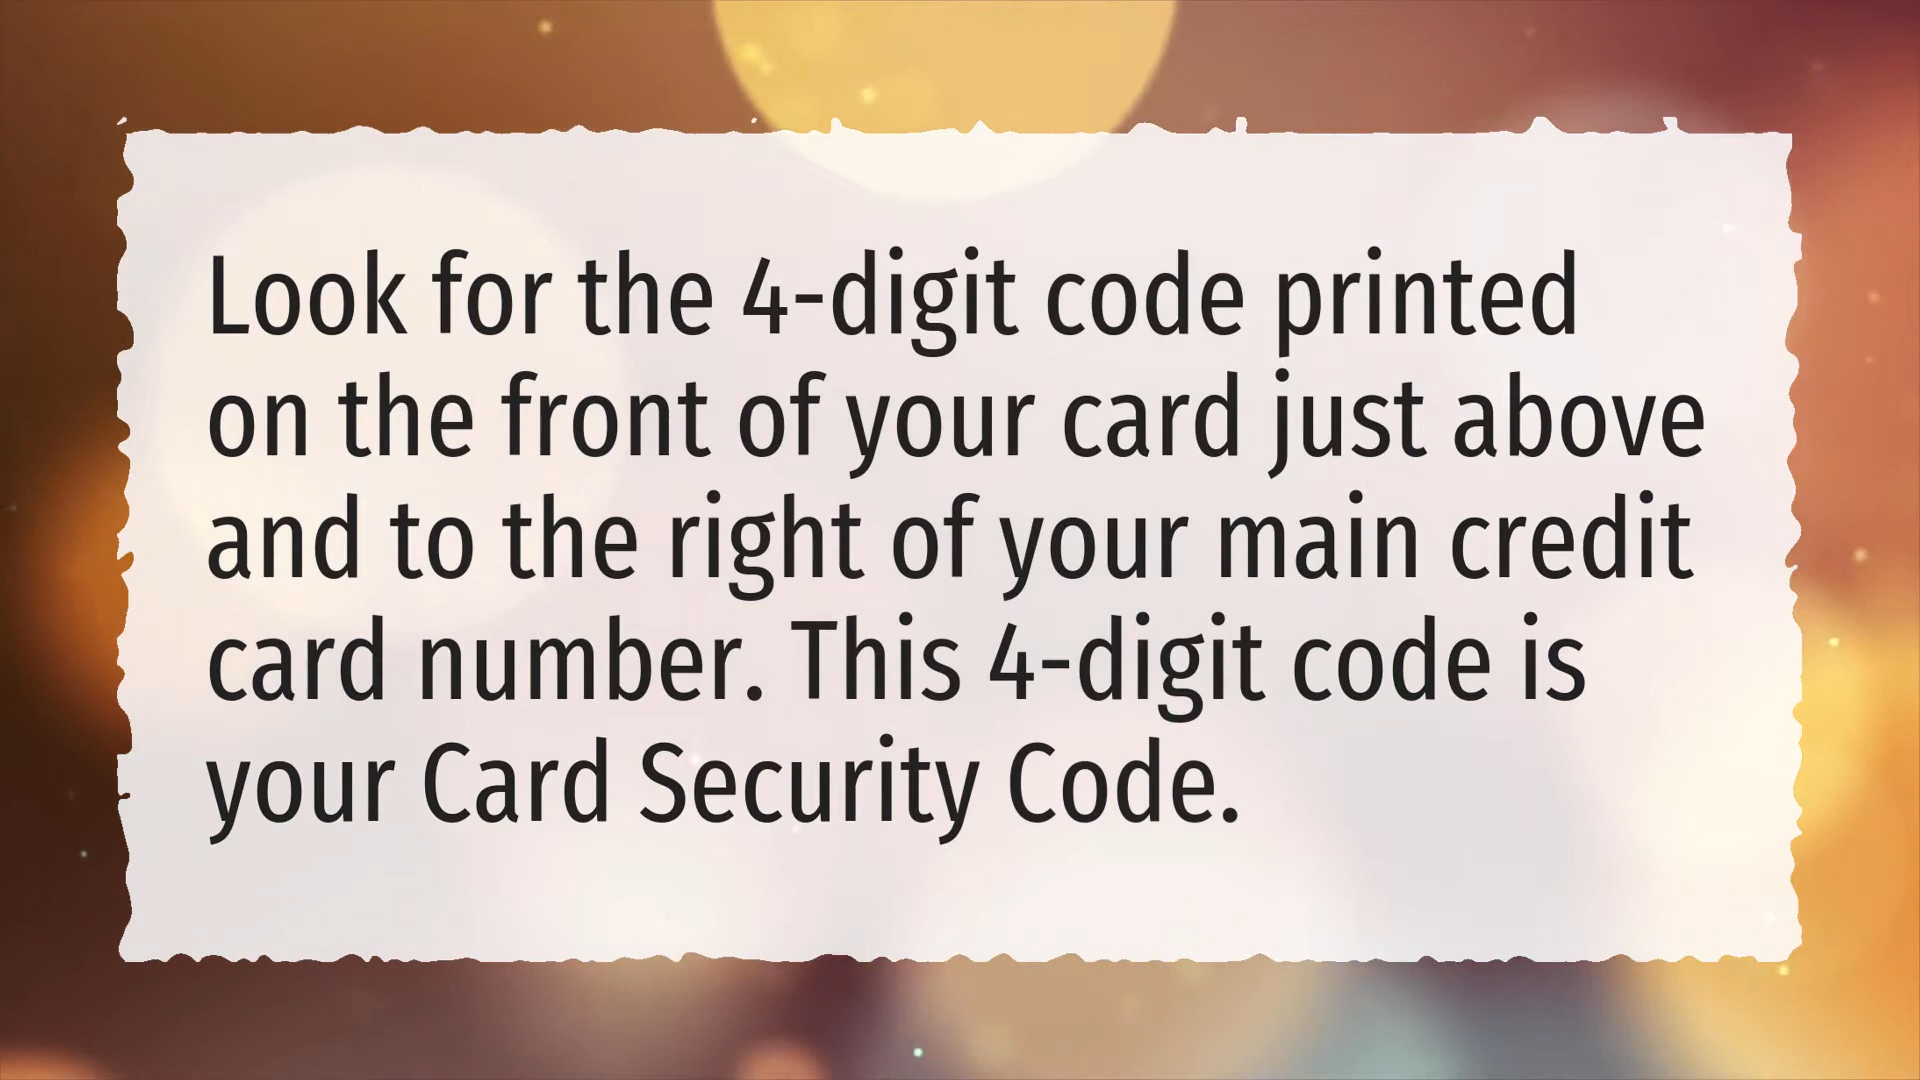 Look for the 4-digit code printed
on the front of your card just above
and to the right of your main credit
card number. This 4-digit code is
your Card Security Code.